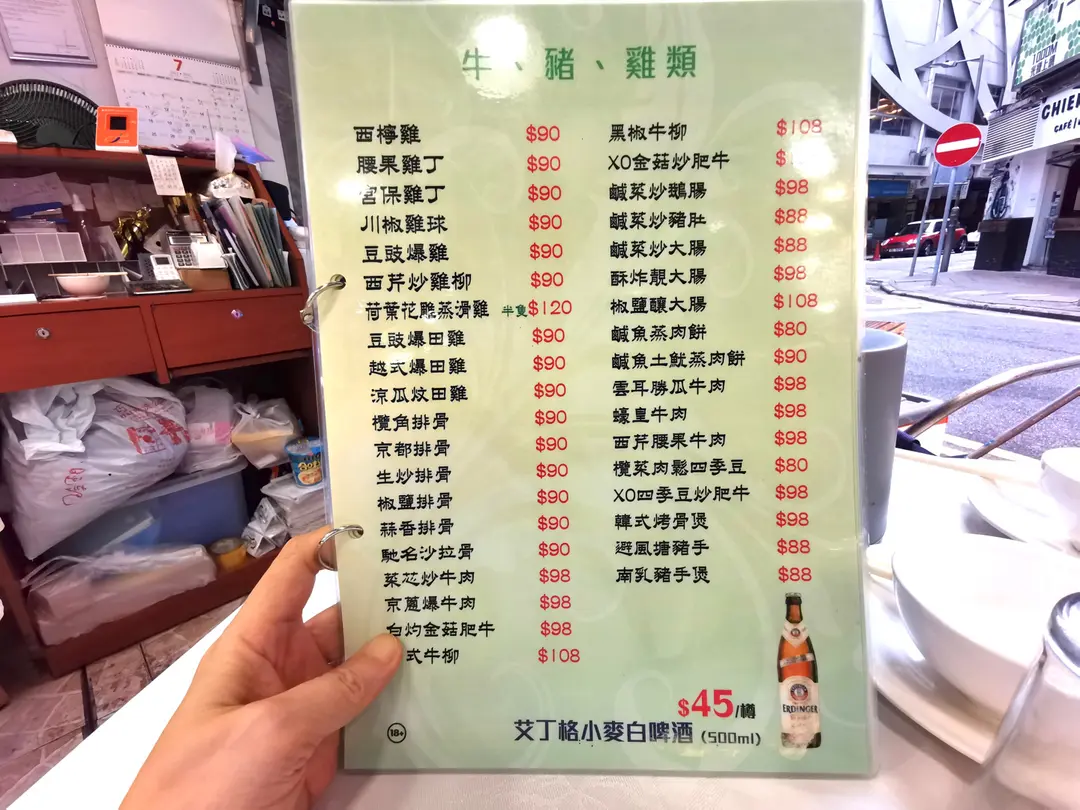 牛、豬、雞類
西檸雞 $90
腰果雞丁 $90
宮保雞丁 $90
川椒雞球 $90
豆豉爆雞 $90
西芹炒雞柳 $90
荷葉花雕蒸滑雞 半隻$120
豆豉爆田雞 $90
越式爆田雞 $90
涼瓜炆田雞 $90
欖角排骨 $90
京都排骨 $90
生炒排骨 $90
椒鹽排骨 $90
蒜香排骨 $90
馳名沙拉骨 $90
菜芯炒牛肉 $98
京蔥爆牛肉 $98
白灼金菇肥牛 $98
式牛柳 $108
黑椒牛柳 $108
XO金菇炒肥牛
鹹菜炒鵝腸 $98
鹹菜炒豬肚 $88
鹹菜炒大腸 $88
酥炸靚大腸 $98
椒鹽釀大腸 $108
鹹魚蒸肉餅 $80
鹹魚土魷蒸肉餅 $90
雲耳勝瓜牛肉 $98
蠔皇牛肉 $98
西芹腰果牛肉 $98
欖菜肉鬆四季豆 $80
XO四季豆炒肥牛 $98
韓式烤骨煲 $98
避風塘豬手 $88
南乳豬手煲 $88
$45/樽
艾丁格小麥白啤酒 (500ml)
18+
ERDINGER
7
CHIEF
CAFÉ